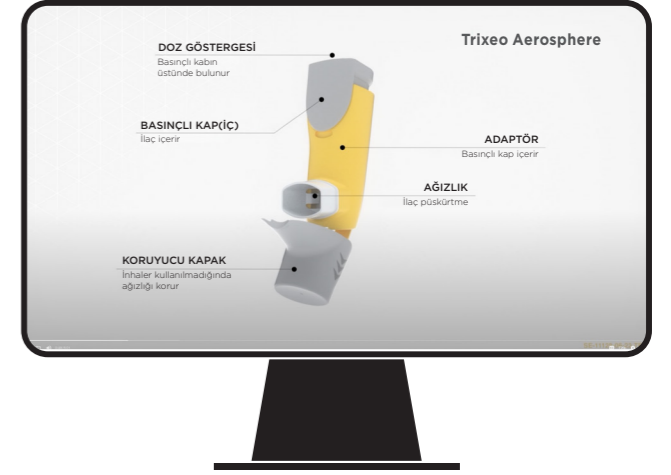 Trixeo Aerosphere
DOZ GÖSTERGESİ
Basınçlı kabın
üstünde bulunur
BASINÇLI KAP(İÇ)
İlaç içerir
ADAPTÖR
Basınçlı kap içerir
AĞIZLIK
İlaç püskürtme
KORUYUCU KAPAK
İnhaler kullanılmadığında
ağızlığı korur